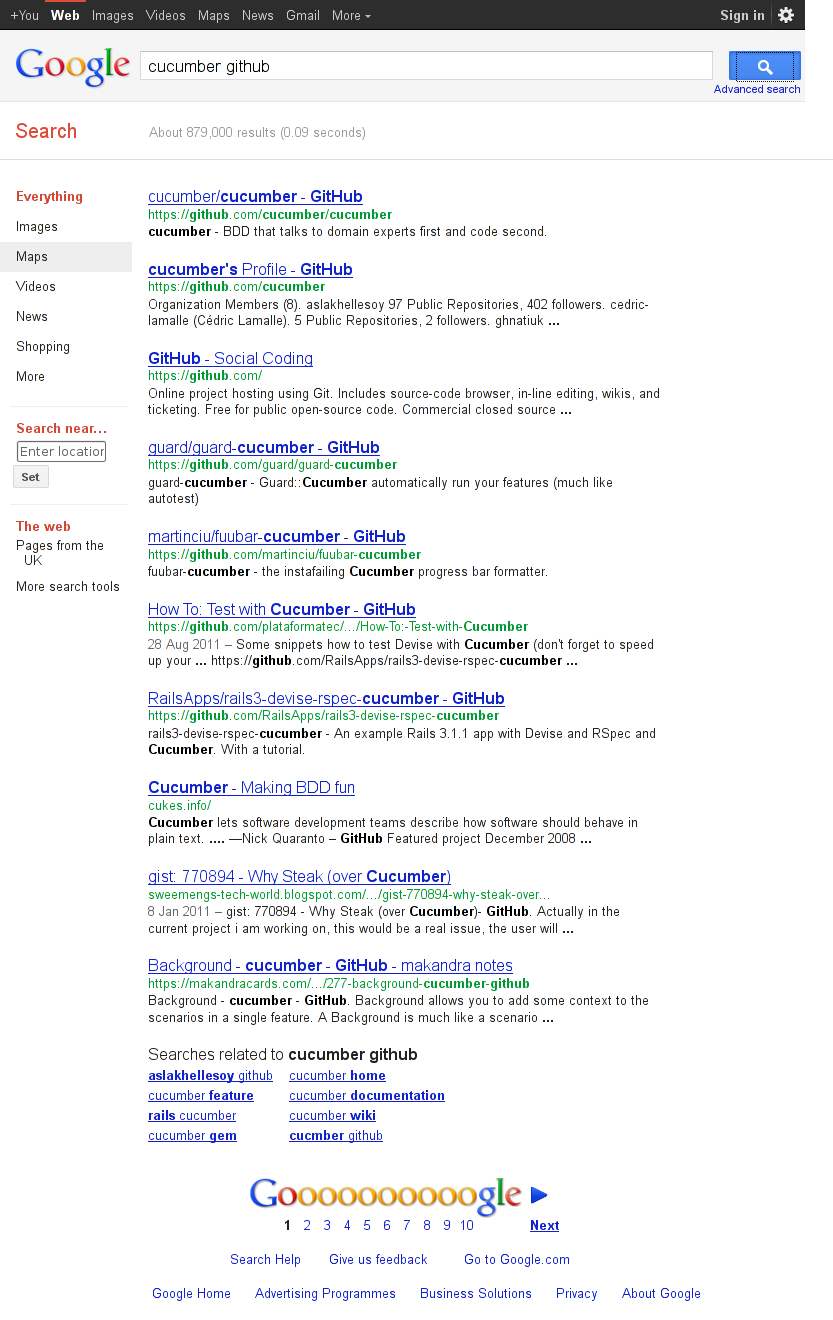 +You Web Images Videos Maps News Gmail More
Sign in
Google
cucumber github
Advanced search
Search
About 879,000 results (0.09 seconds)
Everything
Images
Maps
Videos
News
Shopping
More
Search near...
Enter location
Set
The web
Pages from the
UK
More search tools
cucumber/cucumber - GitHub
https://github.com/cucumber/cucumber
cucumber - BDD that talks to domain experts first and code second.
cucumber's Profile - GitHub
https://github.com/cucumber
Organization Members (8). aslakhellesoy 97 Public Repositories, 402 followers. cedric-
lamalle (Cédric Lamalle). 5 Public Repositories, 2 followers. ghnatiuk ...
GitHub - Social Coding
https://github.com/
Online project hosting using Git. Includes source-code browser, in-line editing, wikis, and
ticketing. Free for public open-source code. Commercial closed source ...
guard/guard-cucumber - GitHub
https://github.com/guard/guard-cucumber
guard-cucumber - Guard::Cucumber automatically run your features (much like
autotest)
martinciu/fuubar-cucumber - GitHub
https://github.com/martinciu/fuubar-cucumber
fuubar-cucumber - the instafailing Cucumber progress bar formatter.
How To: Test with Cucumber - GitHub
https://github.com/plataformatec/.../How-To:-Test-with-Cucumber
28 Aug 2011 – Some snippets how to test Devise with Cucumber (don't forget to speed
up your ... https://github.com/RailsApps/rails3-devise-rspec-cucumber ...
RailsApps/rails3-devise-rspec-cucumber - GitHub
https://github.com/RailsApps/rails3-devise-rspec-cucumber
rails3-devise-rspec-cucumber - An example Rails 3.1.1 app with Devise and RSpec and
Cucumber. With a tutorial.
Cucumber - Making BDD fun
cukes.info/
Cucumber lets software development teams describe how software should behave in
plain text. .... —Nick Quaranto – GitHub Featured project December 2008 ...
gist: 770894 - Why Steak (over Cucumber)
sweemengs-tech-world.blogspot.com/.../gist-770894-why-steak-over...
8 Jan 2011 – gist: 770894 - Why Steak (over Cucumber)- GitHub. Actually in the
current project i am working on, this would be a real issue, the user will ...
Background - cucumber - GitHub - makandra notes
https://makandracards.com/.../277-background-cucumber-github
Background - cucumber - GitHub. Background allows you to add some context to the
scenarios in a single feature. A Background is much like a scenario ...
Searches related to cucumber github
aslakhellesoy github cucumber home
cucumber feature cucumber documentation
rails cucumber cucumber wiki
cucumber gem cucmber github
Goooooooooogle
1 2 3 4 5 6 7 8 9 10 Next
Search Help Give us feedback Go to Google.com
Google Home Advertising Programmes Business Solutions Privacy About Google